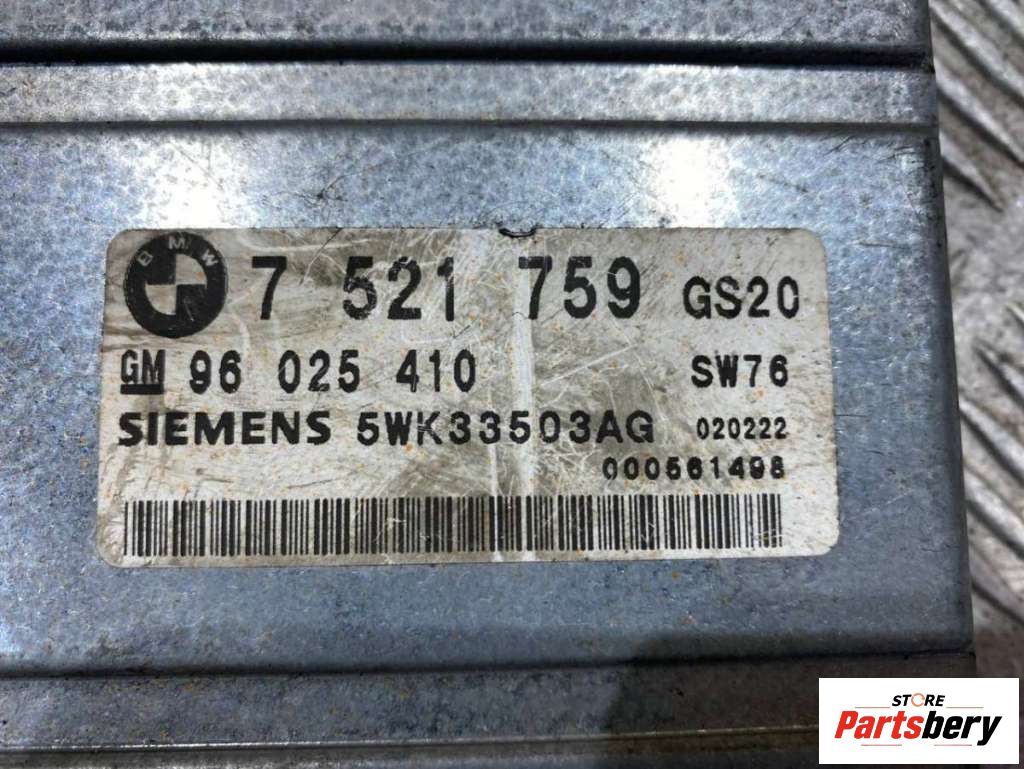 BMW 7 521 759 GS20
GM 96 025 410 SW76
SIEMENS 5WK33503AG 020222
000561498
STORE
Partsbery